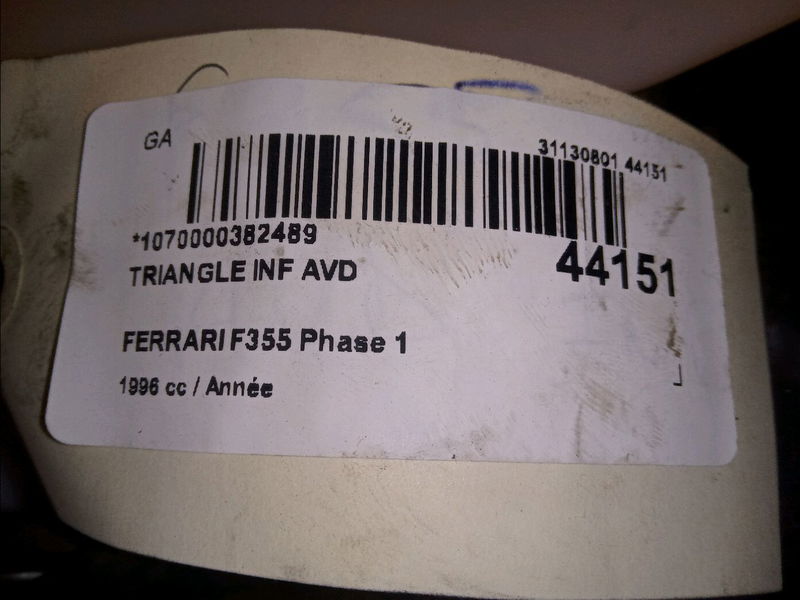 GA
31130801 44151
*1070000382489
44151
TRIANGLE INF AVD
FERRARI F355 Phase 1
1996 cc / Année